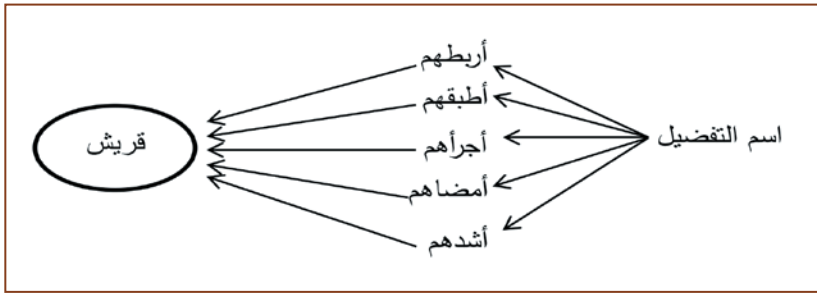 اسم التفضيل
أربطهم
أطبقهم
أجرأهم
أمضاهم
أشدهم
قريش